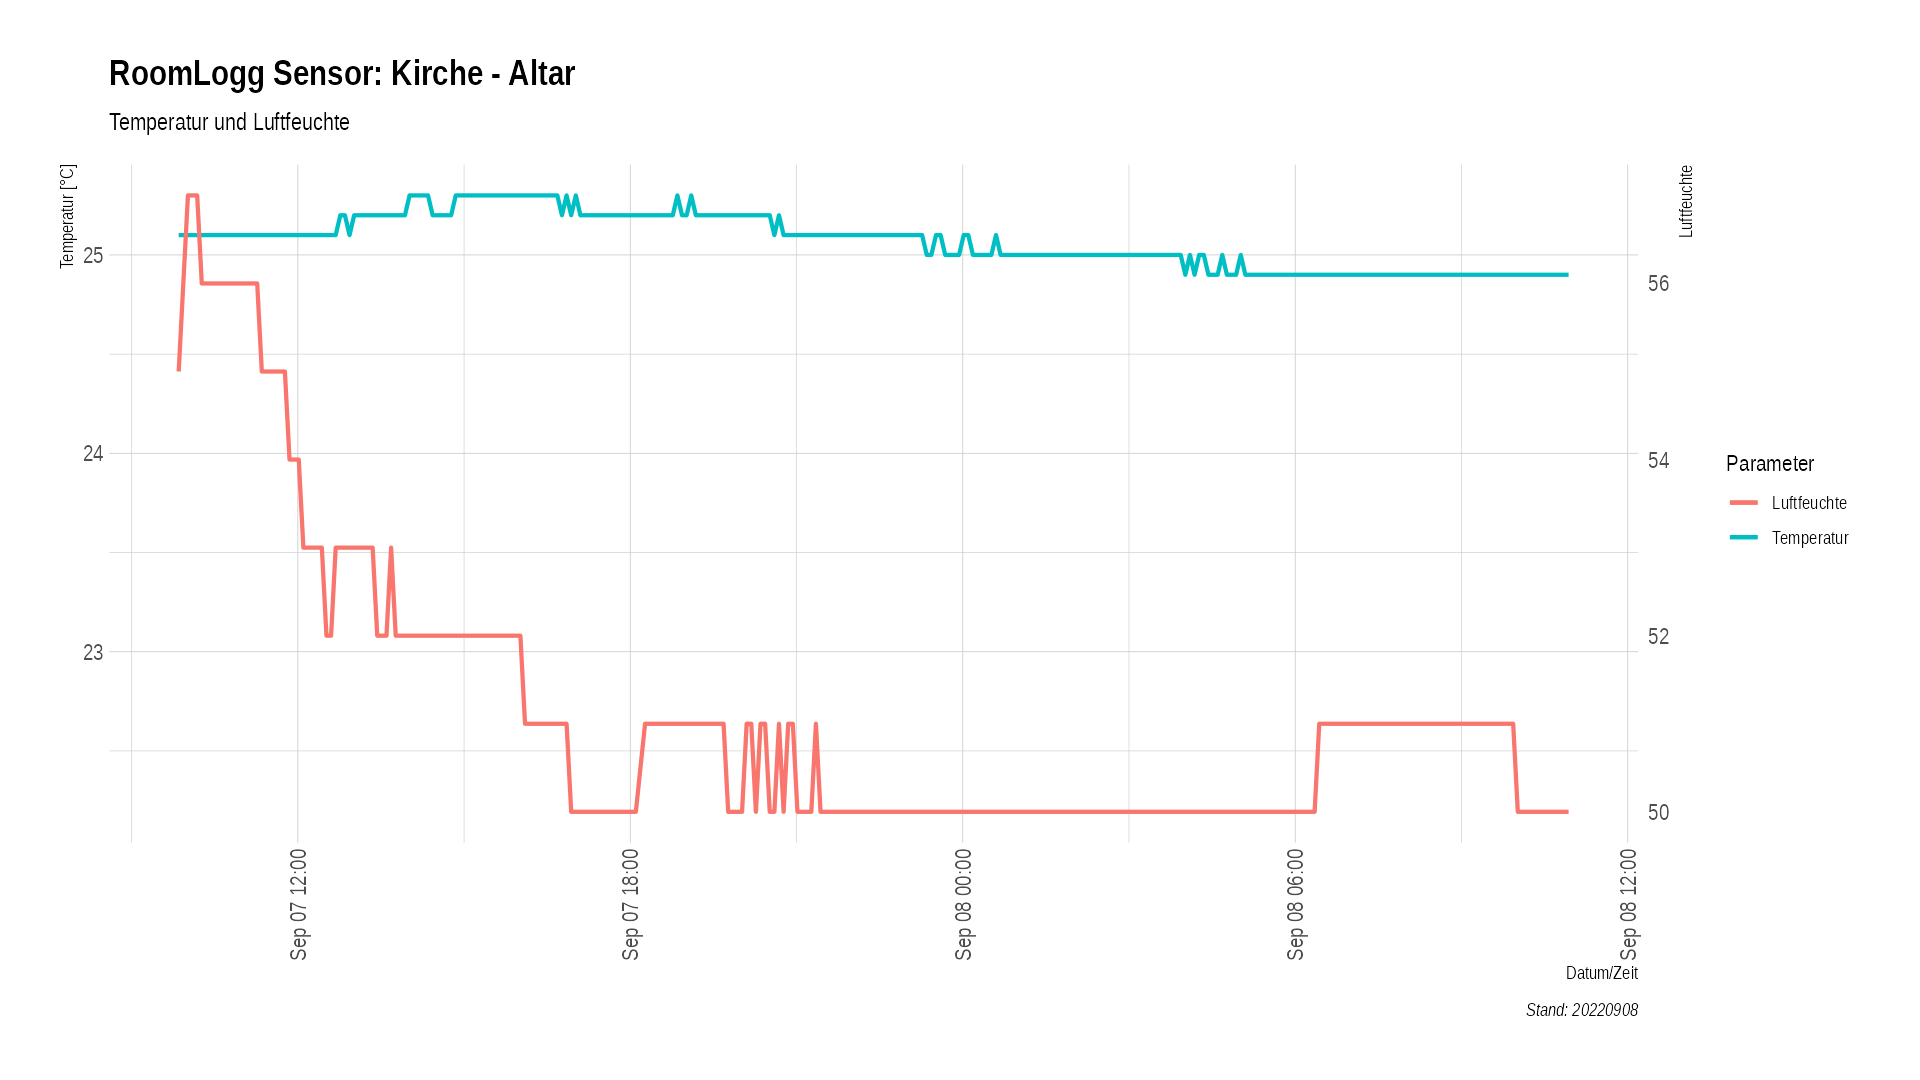 RoomLogg Sensor: Kirche - Altar
Temperatur und Luftfeuchte
Temperatur [°C]
25
24
23
Luftfeuchte
56
54
52
50
Parameter
Luftfeuchte
Temperatur
Sep 07 12:00
Sep 07 18:00
Sep 08 00:00
Sep 08 06:00
Sep 08 12:00
Datum/Zeit
Stand: 20220908